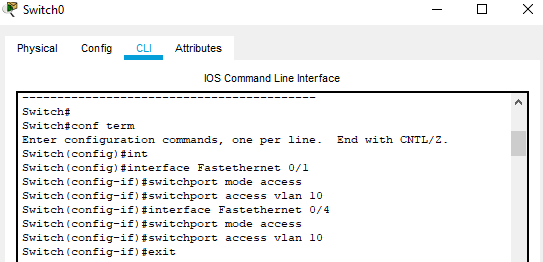 Switch0
Physical Config CLI Attributes
IOS Command Line Interface
------------------------------------------
Switch#
Switch#conf term
Enter configuration commands, one per line.  End with CNTL/Z.
Switch(config)#int
Switch(config)#interface Fastethernet 0/1
Switch(config-if)#switchport mode access
Switch(config-if)#switchport access vlan 10
Switch(config-if)#interface Fastethernet 0/4
Switch(config-if)#switchport mode access
Switch(config-if)#switchport access vlan 10
Switch(config-if)#exit